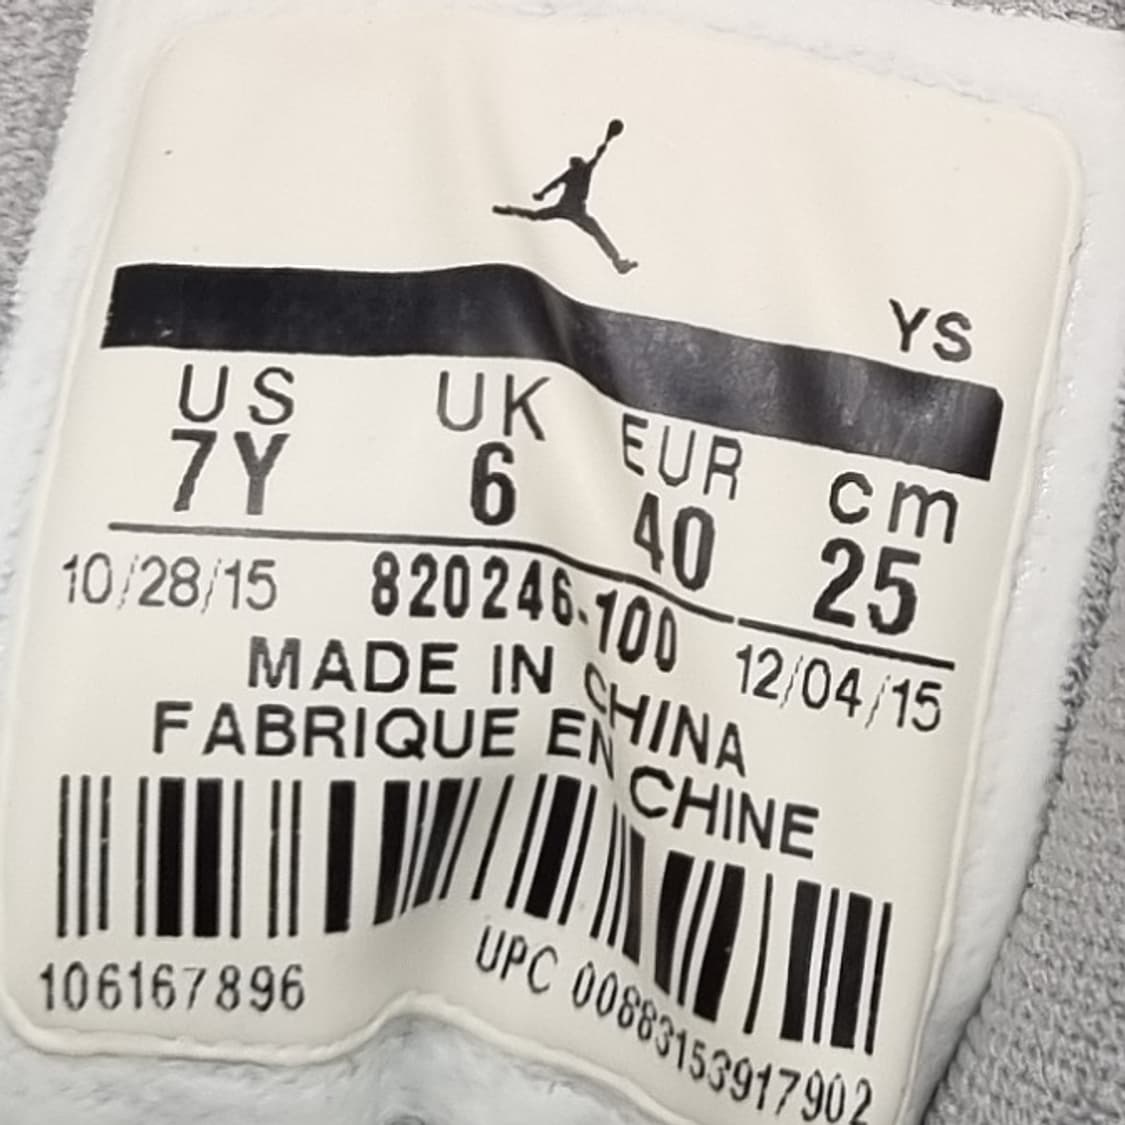 YS
US UK EUR cm
7Y 6 40 25
10/28/15 820246-100 12/04/15
MADE IN CHINA
FABRIQUE EN CHINE
106167896 UPC 00883153917902